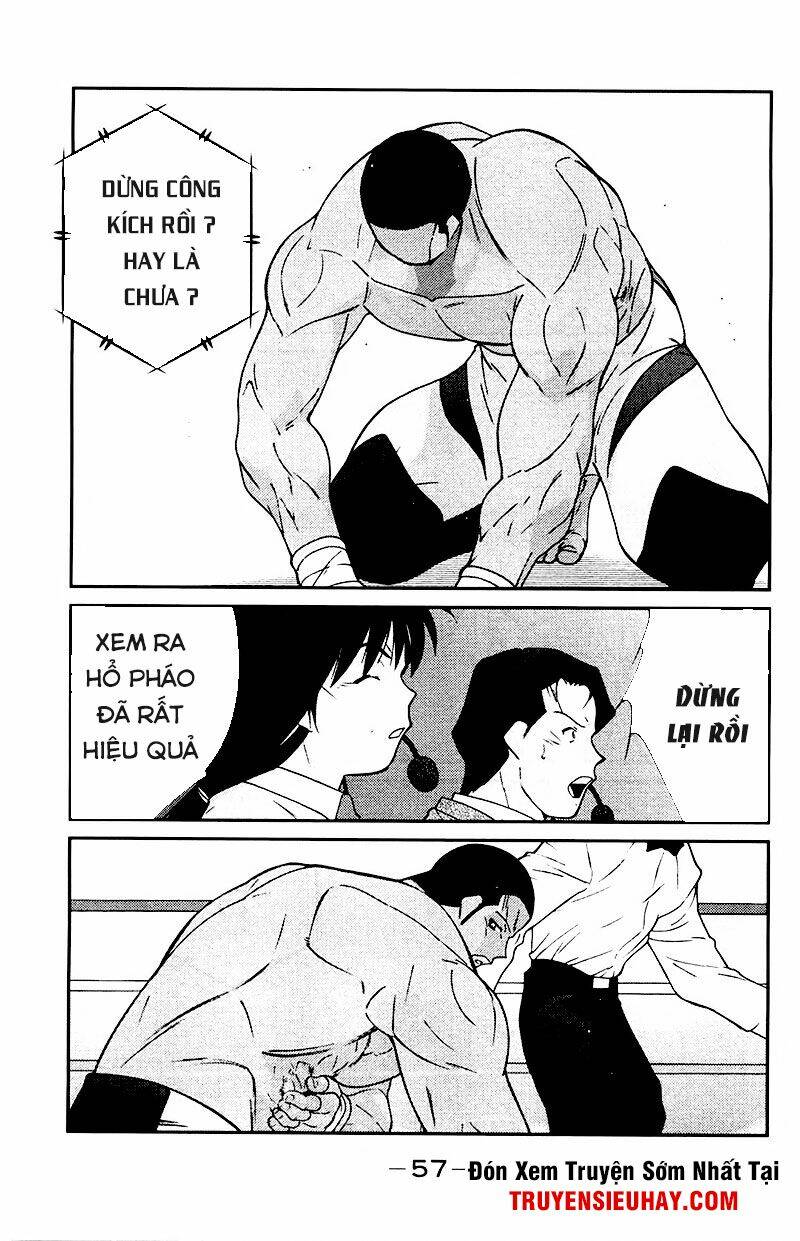 DỪNG CÔNG
KÍCH RỒI ?
HAY LÀ
CHƯA ?
XEM RA
HỔ PHÁO
ĐÃ RẤT
HIỆU QUẢ
DỪNG
LẠI RỒI
-57-Đón Xem Truyện Sớm Nhất Tại
TRUYENSIEUHAY.COM